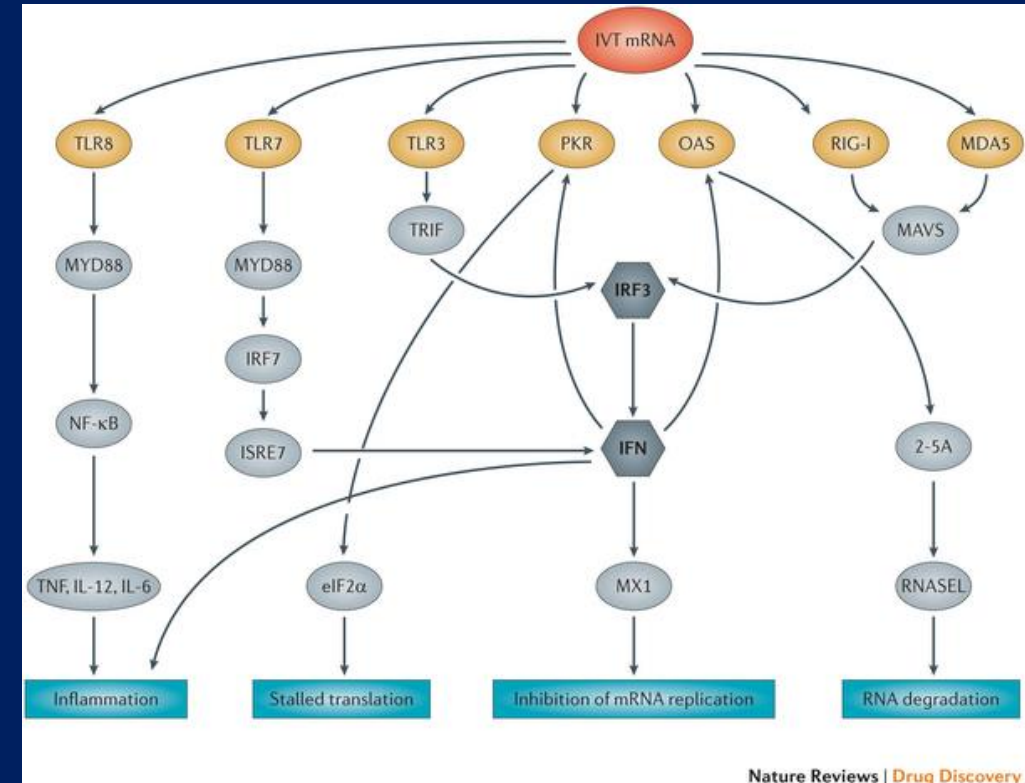 IVT mRNA
TLR8
TLR7
TLR3
PKR
OAS
RIG-I
MDA5
TRIF
MAVS
MYD88
MYD88
IRF3
IRF7
NF-κB
ISRE7
IFN
2-5A
TNF, IL-12, IL-6
eIF2α
MX1
RNASEL
Inflammation
Stalled translation
Inhibition of mRNA replication
RNA degradation
Nature Reviews | Drug Discovery